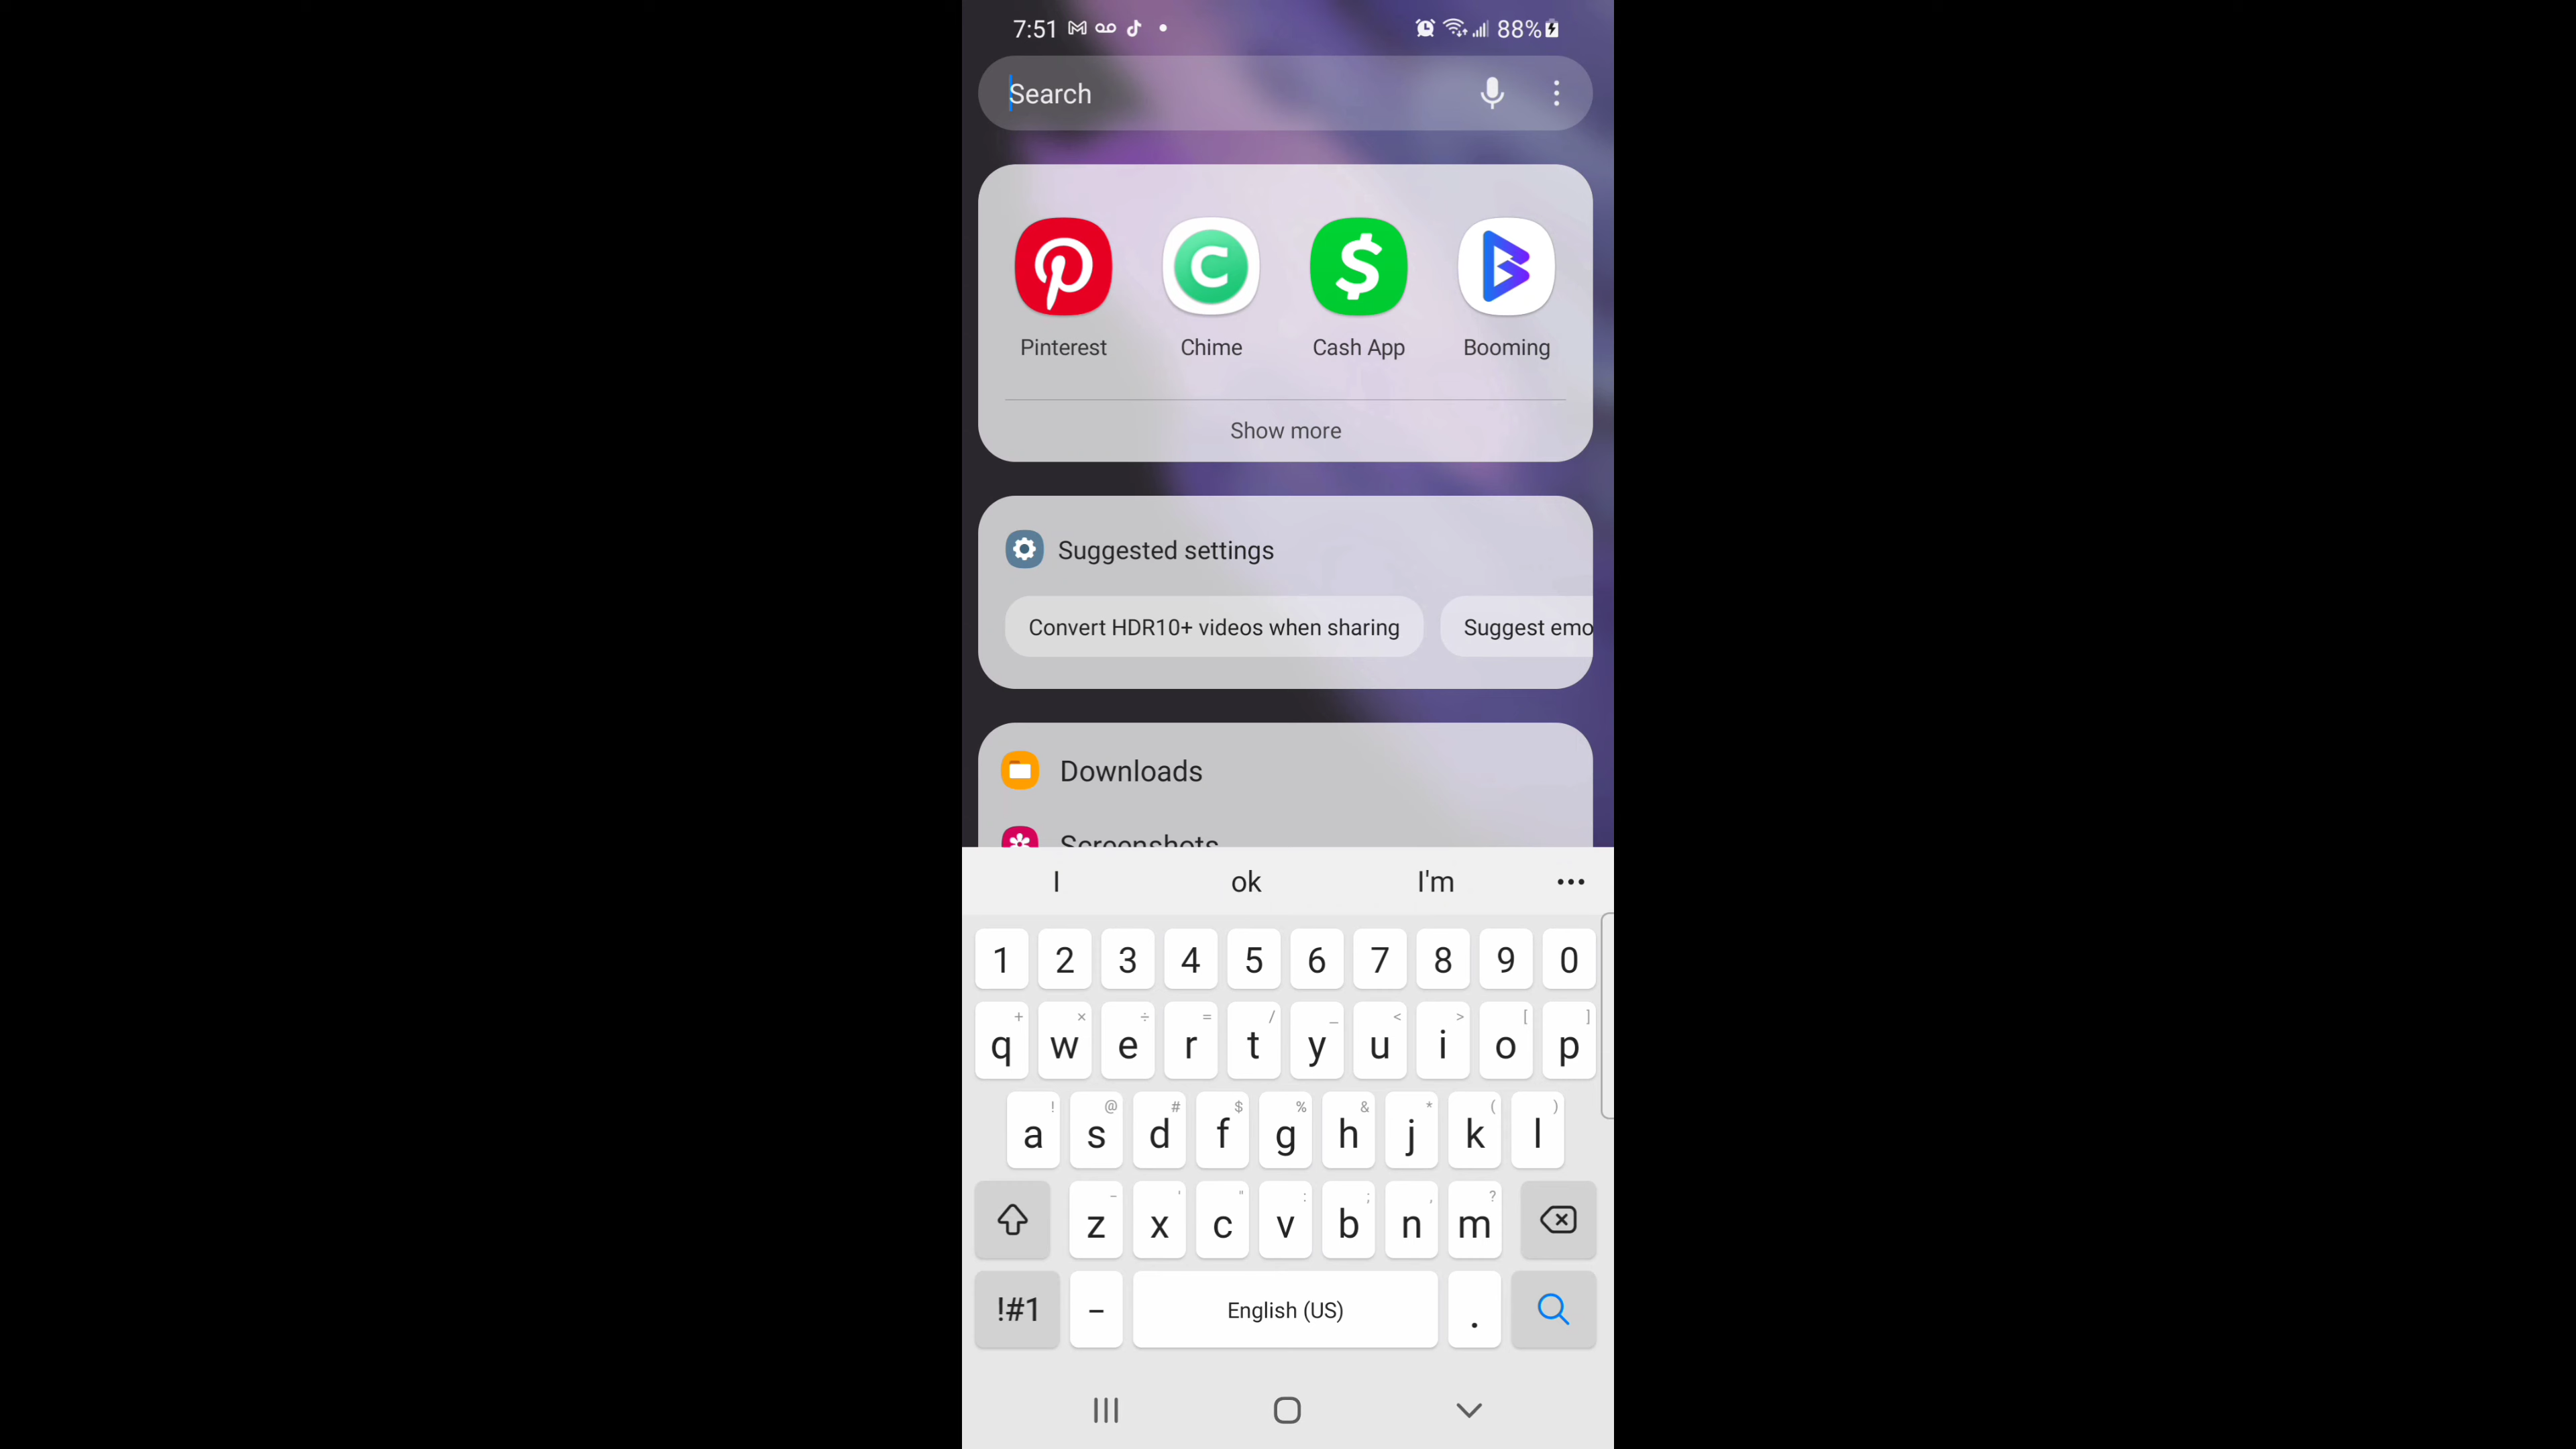 7:51 88%
Search
Pinterest Chime Cash App Booming
Show more
Suggested settings
Convert HDR10+ videos when sharing Suggest emo
Downloads
Screenshots
I ok I'm
1 2 3 4 5 6 7 8 9 0
+ × ÷ = / _ < > [ ]
q w e r t y u i o p
! @ # $ % & * ( )
a s d f g h j k l
- ' " : ; , ?
z x c v b n m
!#1 - English (US) .